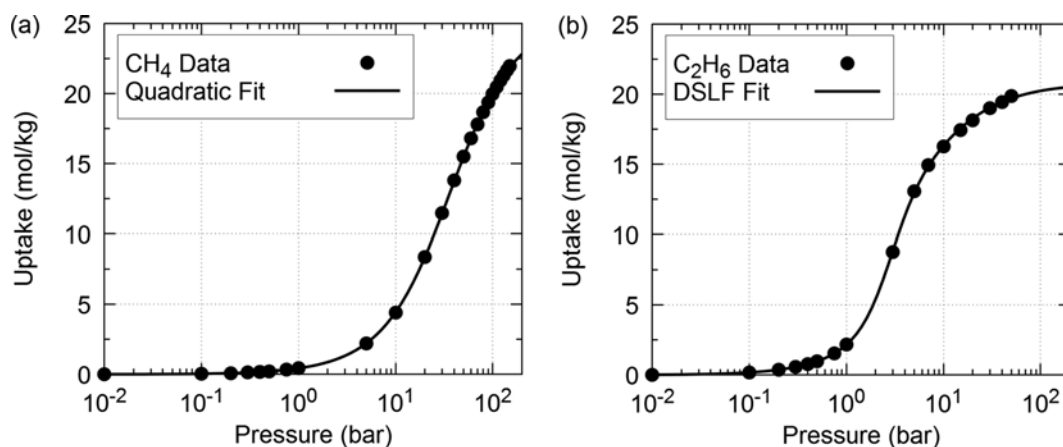 (a)
25
20
15
10
5
0
CH₄ Data
Quadratic Fit
10⁻² 10⁻¹ 10⁰ 10¹ 10²
Pressure (bar)
Uptake (mol/kg)
(b)
25
20
15
10
5
0
C₂H₆ Data
DSLF Fit
10⁻² 10⁻¹ 10⁰ 10¹ 10²
Pressure (bar)
Uptake (mol/kg)